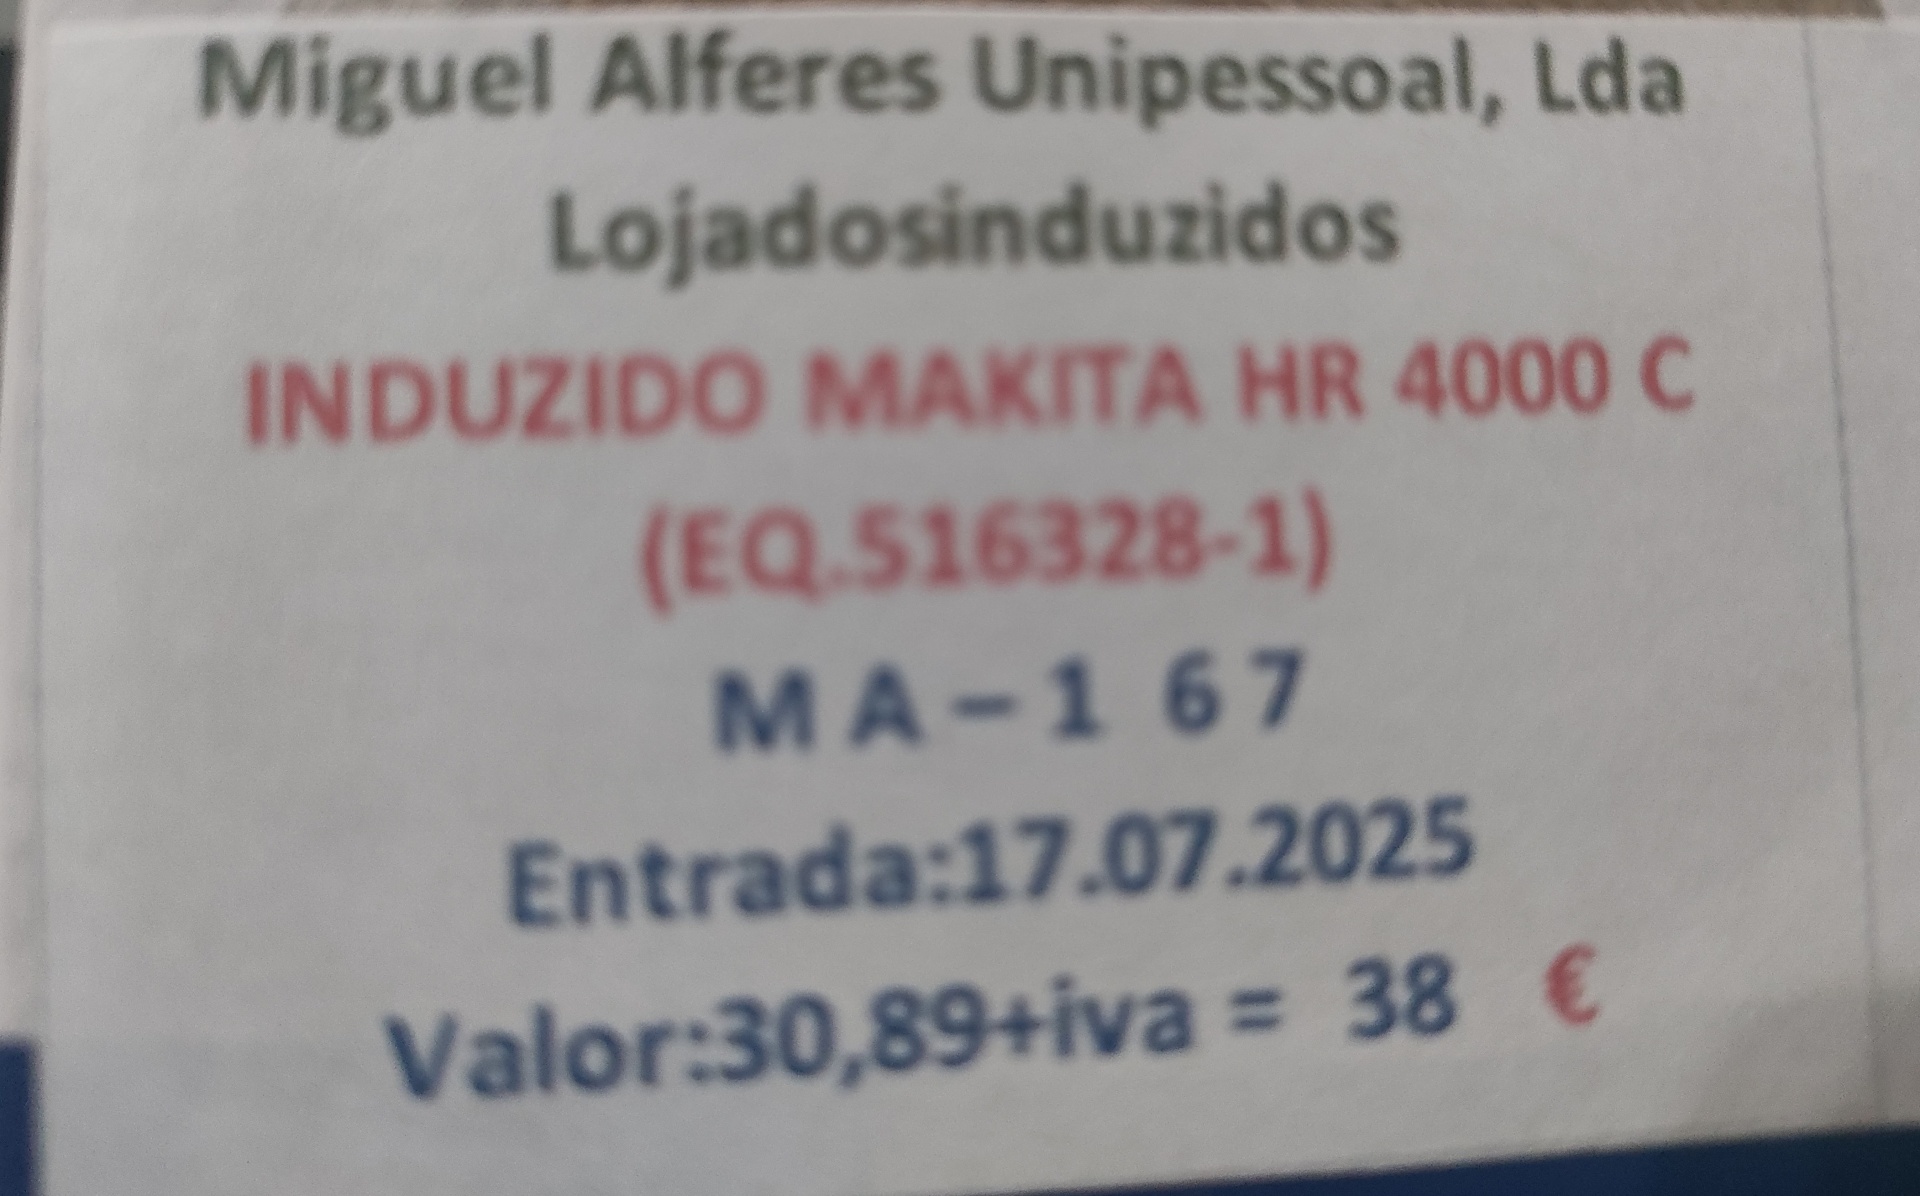 Miguel Alferes Unipessoal, Lda
Lojadosinduzidos
INDUZIDO MAKITA HR 4000 C
(EQ.516328-1)
M A – 1 6 7
Entrada:17.07.2025
Valor:30,89+iva = 38 €